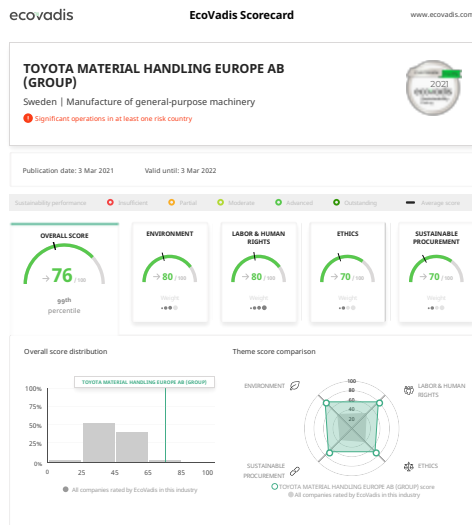 ecovadis
EcoVadis Scorecard
www.ecovadis.com
TOYOTA MATERIAL HANDLING EUROPE AB
(GROUP)
Sweden | Manufacture of general-purpose machinery
! Significant operations in at least one risk country
2021
ecovadis
Publication date: 3 Mar 2021 Valid until: 3 Mar 2022
Sustainability performance Insufficient Partial Moderate Advanced Outstanding Average score
OVERALL SCORE
→ 76 / 100
99th
percentile
ENVIRONMENT
→ 80 / 100
Weight
LABOR & HUMAN
RIGHTS
→ 80 / 100
Weight
ETHICS
→ 70 / 100
Weight
SUSTAINABLE
PROCUREMENT
→ 70 / 100
Weight
Overall score distribution
TOYOTA MATERIAL HANDLING EUROPE AB (GROUP)
100%
75%
50%
25%
0%
0 25 45 65 85 100
All companies rated by EcoVadis in this industry
Theme score comparison
ENVIRONMENT
LABOR & HUMAN
RIGHTS
100
80
60
40
20
SUSTAINABLE
PROCUREMENT
ETHICS
TOYOTA MATERIAL HANDLING EUROPE AB (GROUP) score
All companies rated by EcoVadis in this industry